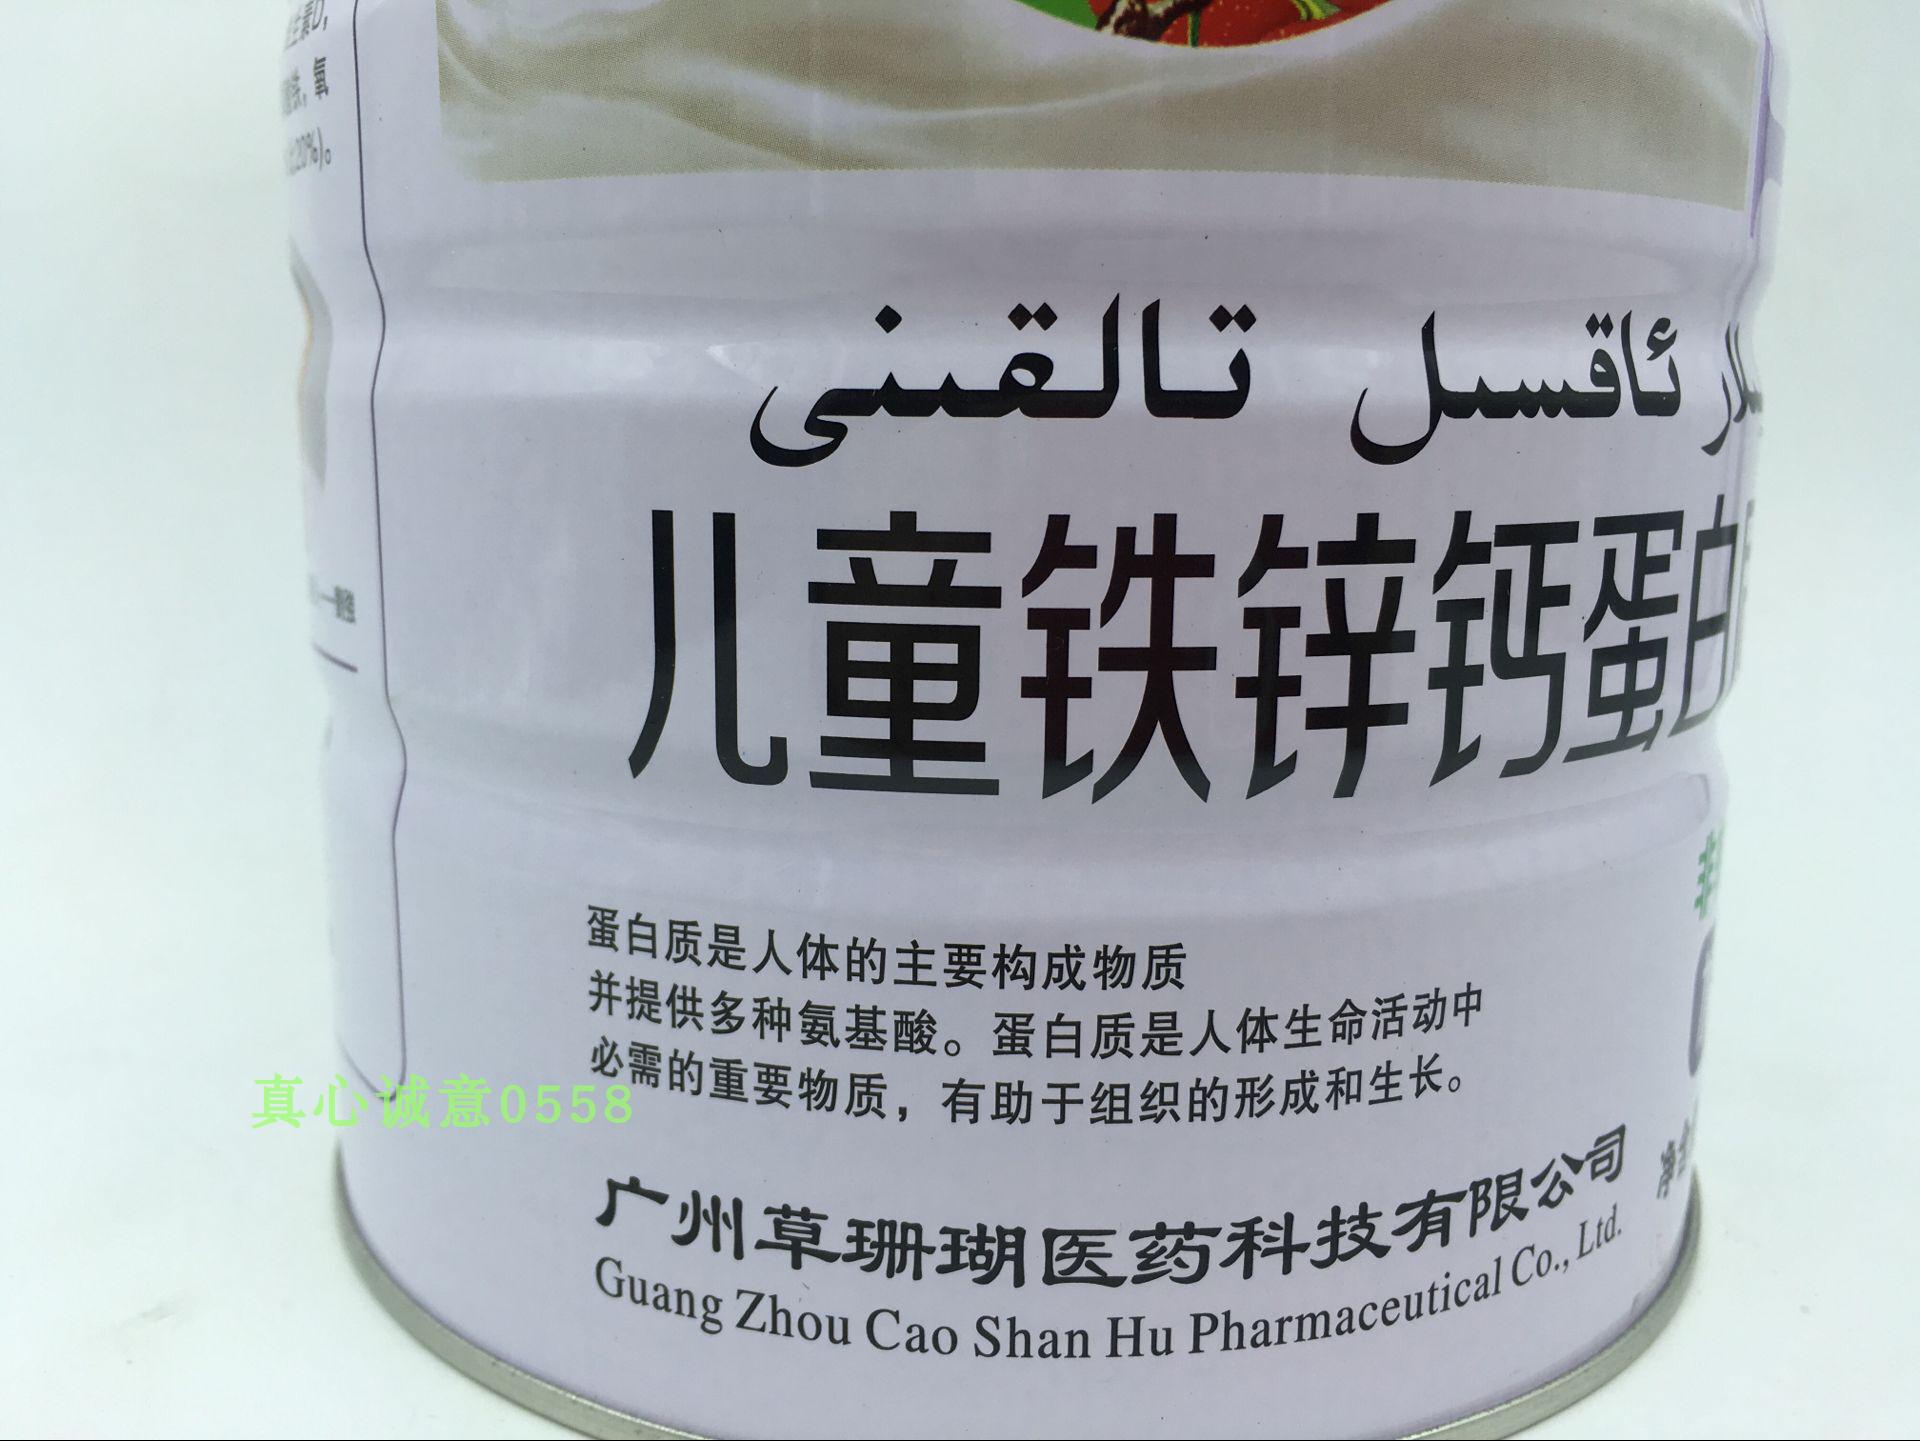 氧
20%)。
ئاقسىل تالقىنى
儿童铁锌钙蛋白
蛋白质是人体的主要构成物质
并提供多种氨基酸。蛋白质是人体生命活动中
必需的重要物质，有助于组织的形成和生长。
真心诚意0558
广州草珊瑚医药科技有限公司
净含
Guang Zhou Cao Shan Hu Pharmaceutical Co., Ltd.